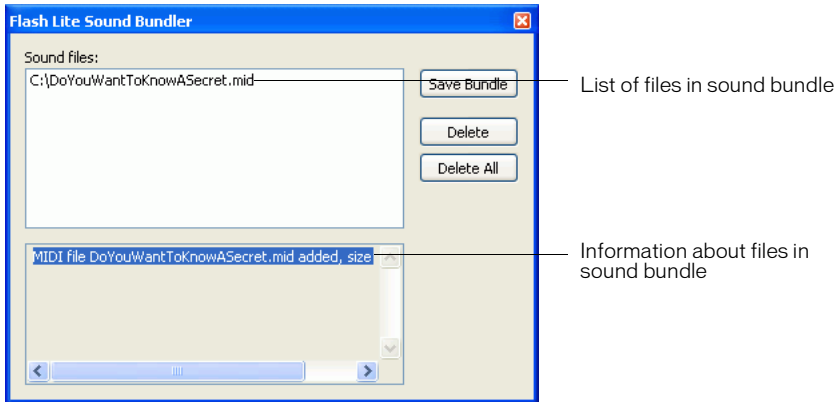 Flash Lite Sound Bundler
Sound files:
C:\DoYouWantToKnowASecret.mid
Save Bundle
List of files in sound bundle
Delete
Delete All
MIDI file DoYouWantToKnowASecret.mid added, size
Information about files in
sound bundle